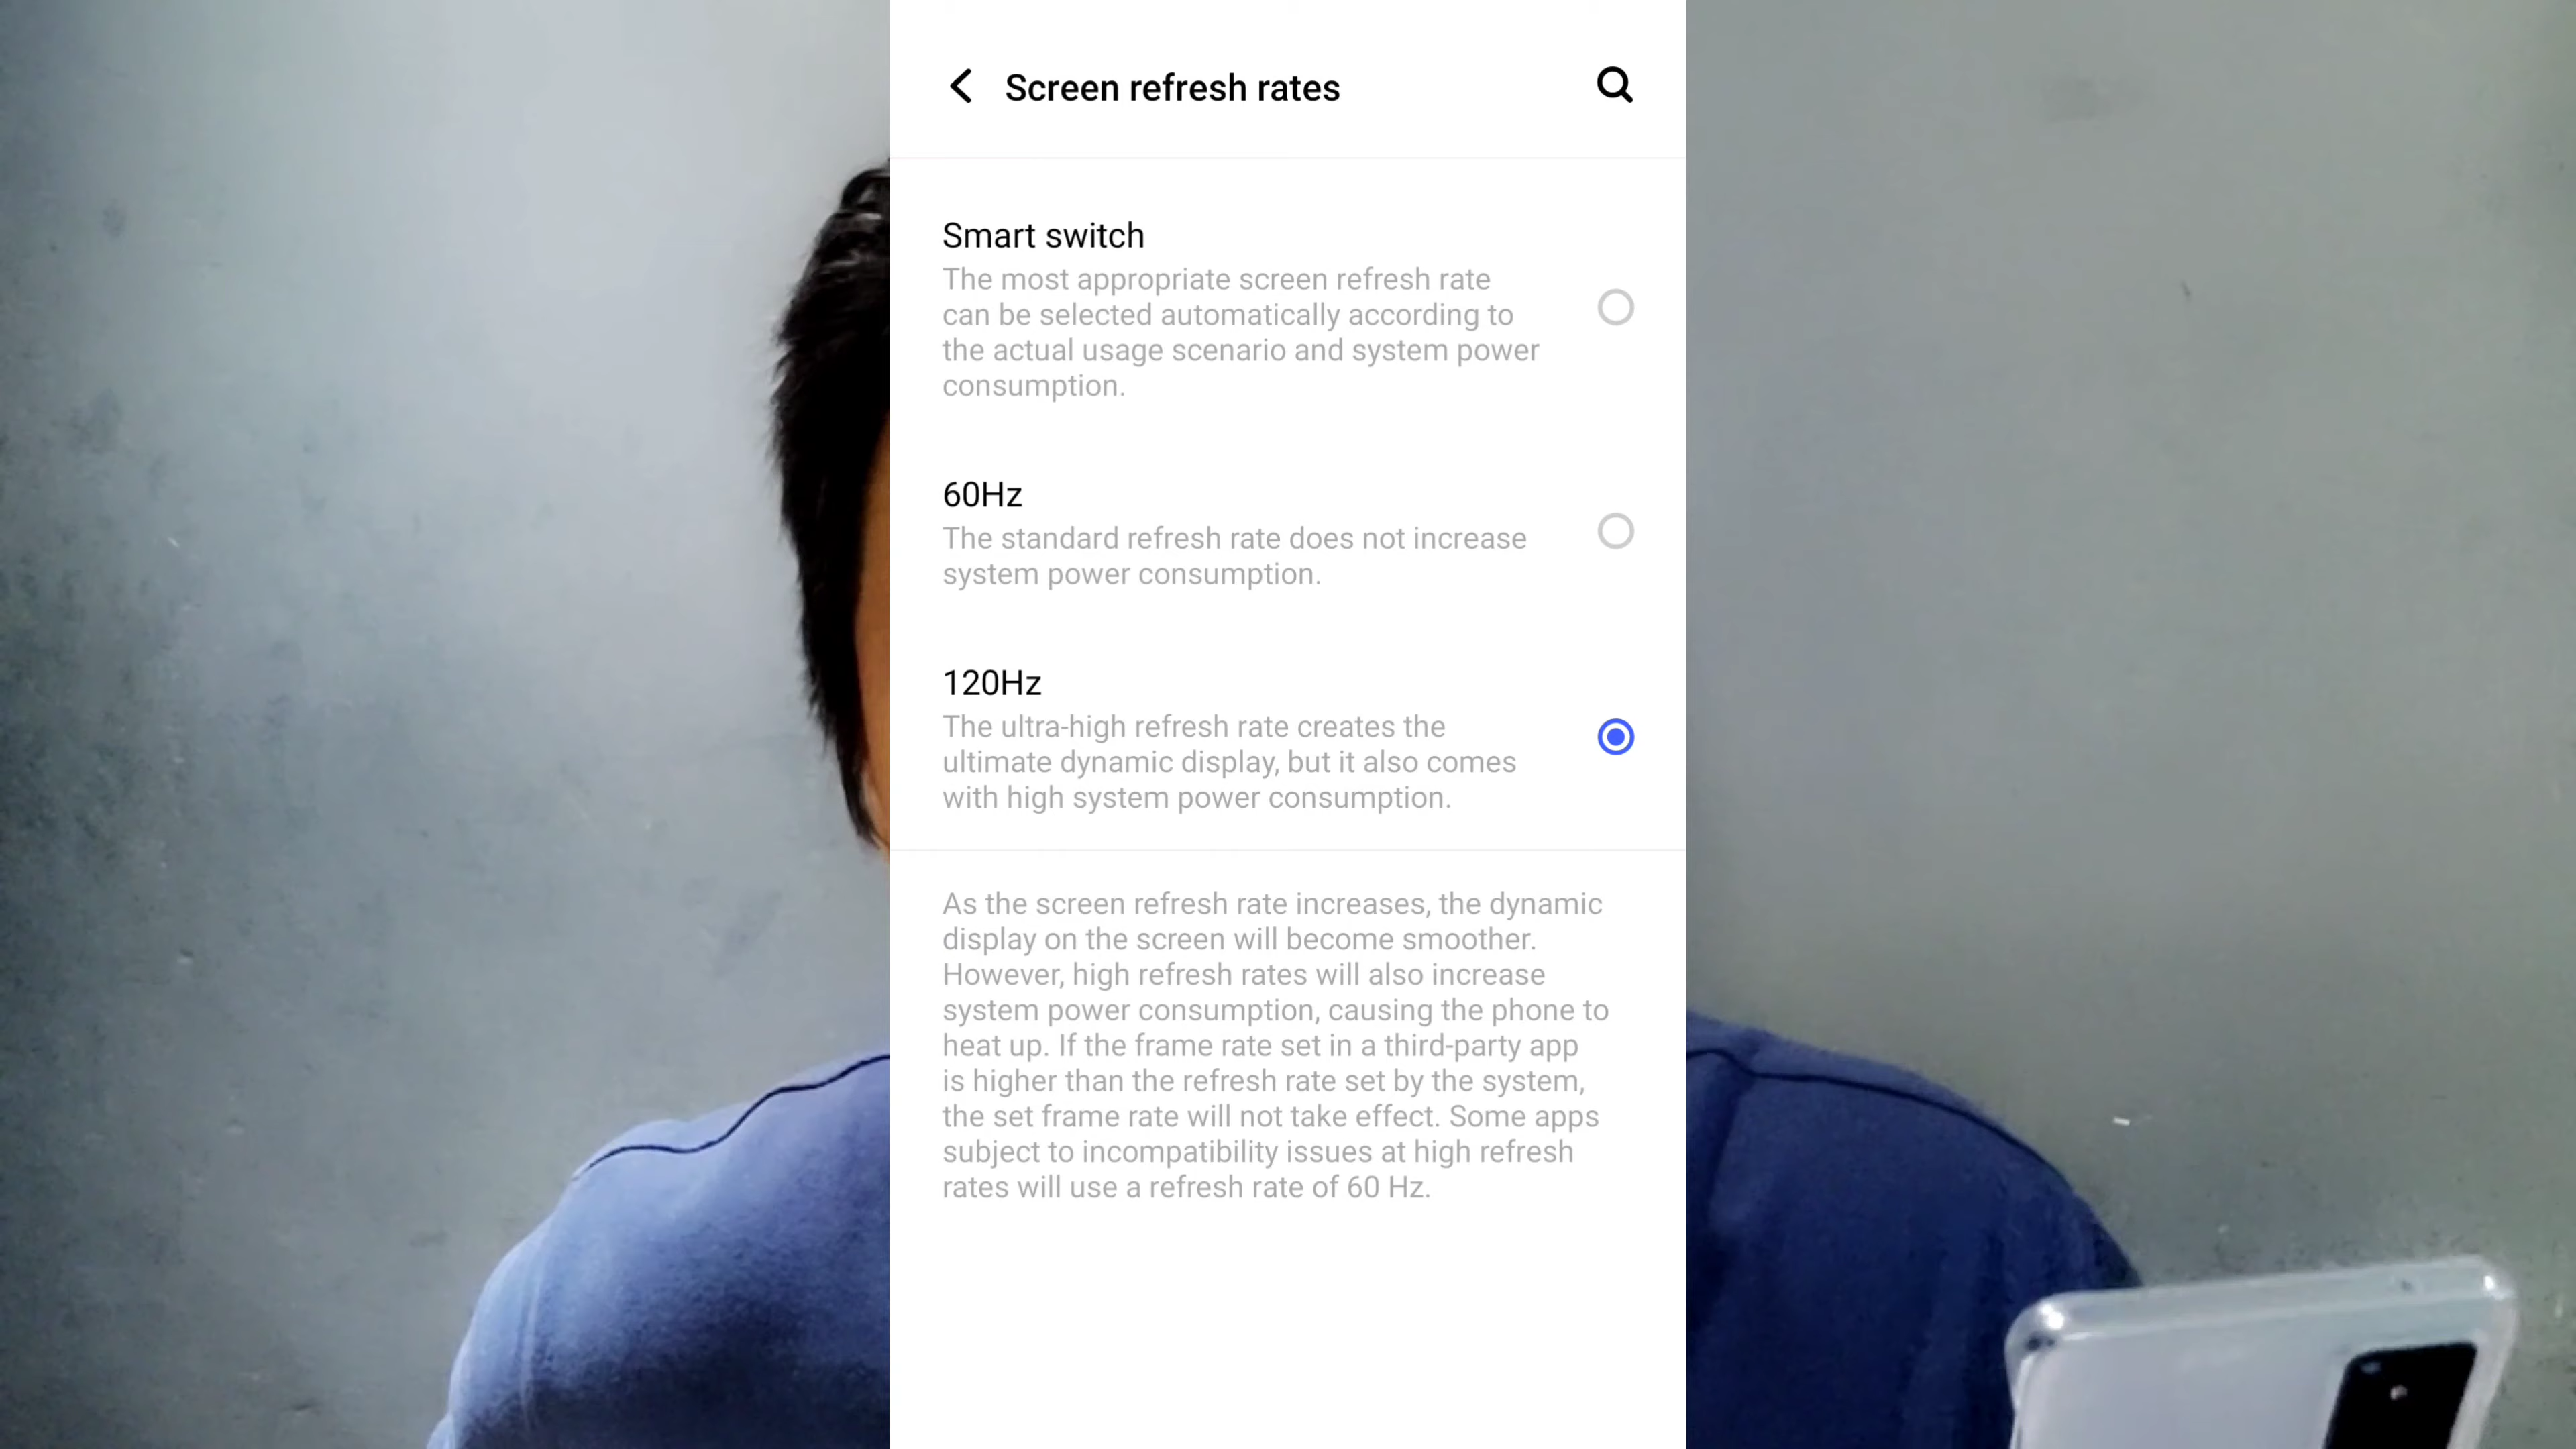 Screen refresh rates
Smart switch
The most appropriate screen refresh rate
can be selected automatically according to
the actual usage scenario and system power
consumption.
60Hz
The standard refresh rate does not increase
system power consumption.
120Hz
The ultra-high refresh rate creates the
ultimate dynamic display, but it also comes
with high system power consumption.
As the screen refresh rate increases, the dynamic
display on the screen will become smoother.
However, high refresh rates will also increase
system power consumption, causing the phone to
heat up. If the frame rate set in a third-party app
is higher than the refresh rate set by the system,
the set frame rate will not take effect. Some apps
subject to incompatibility issues at high refresh
rates will use a refresh rate of 60 Hz.